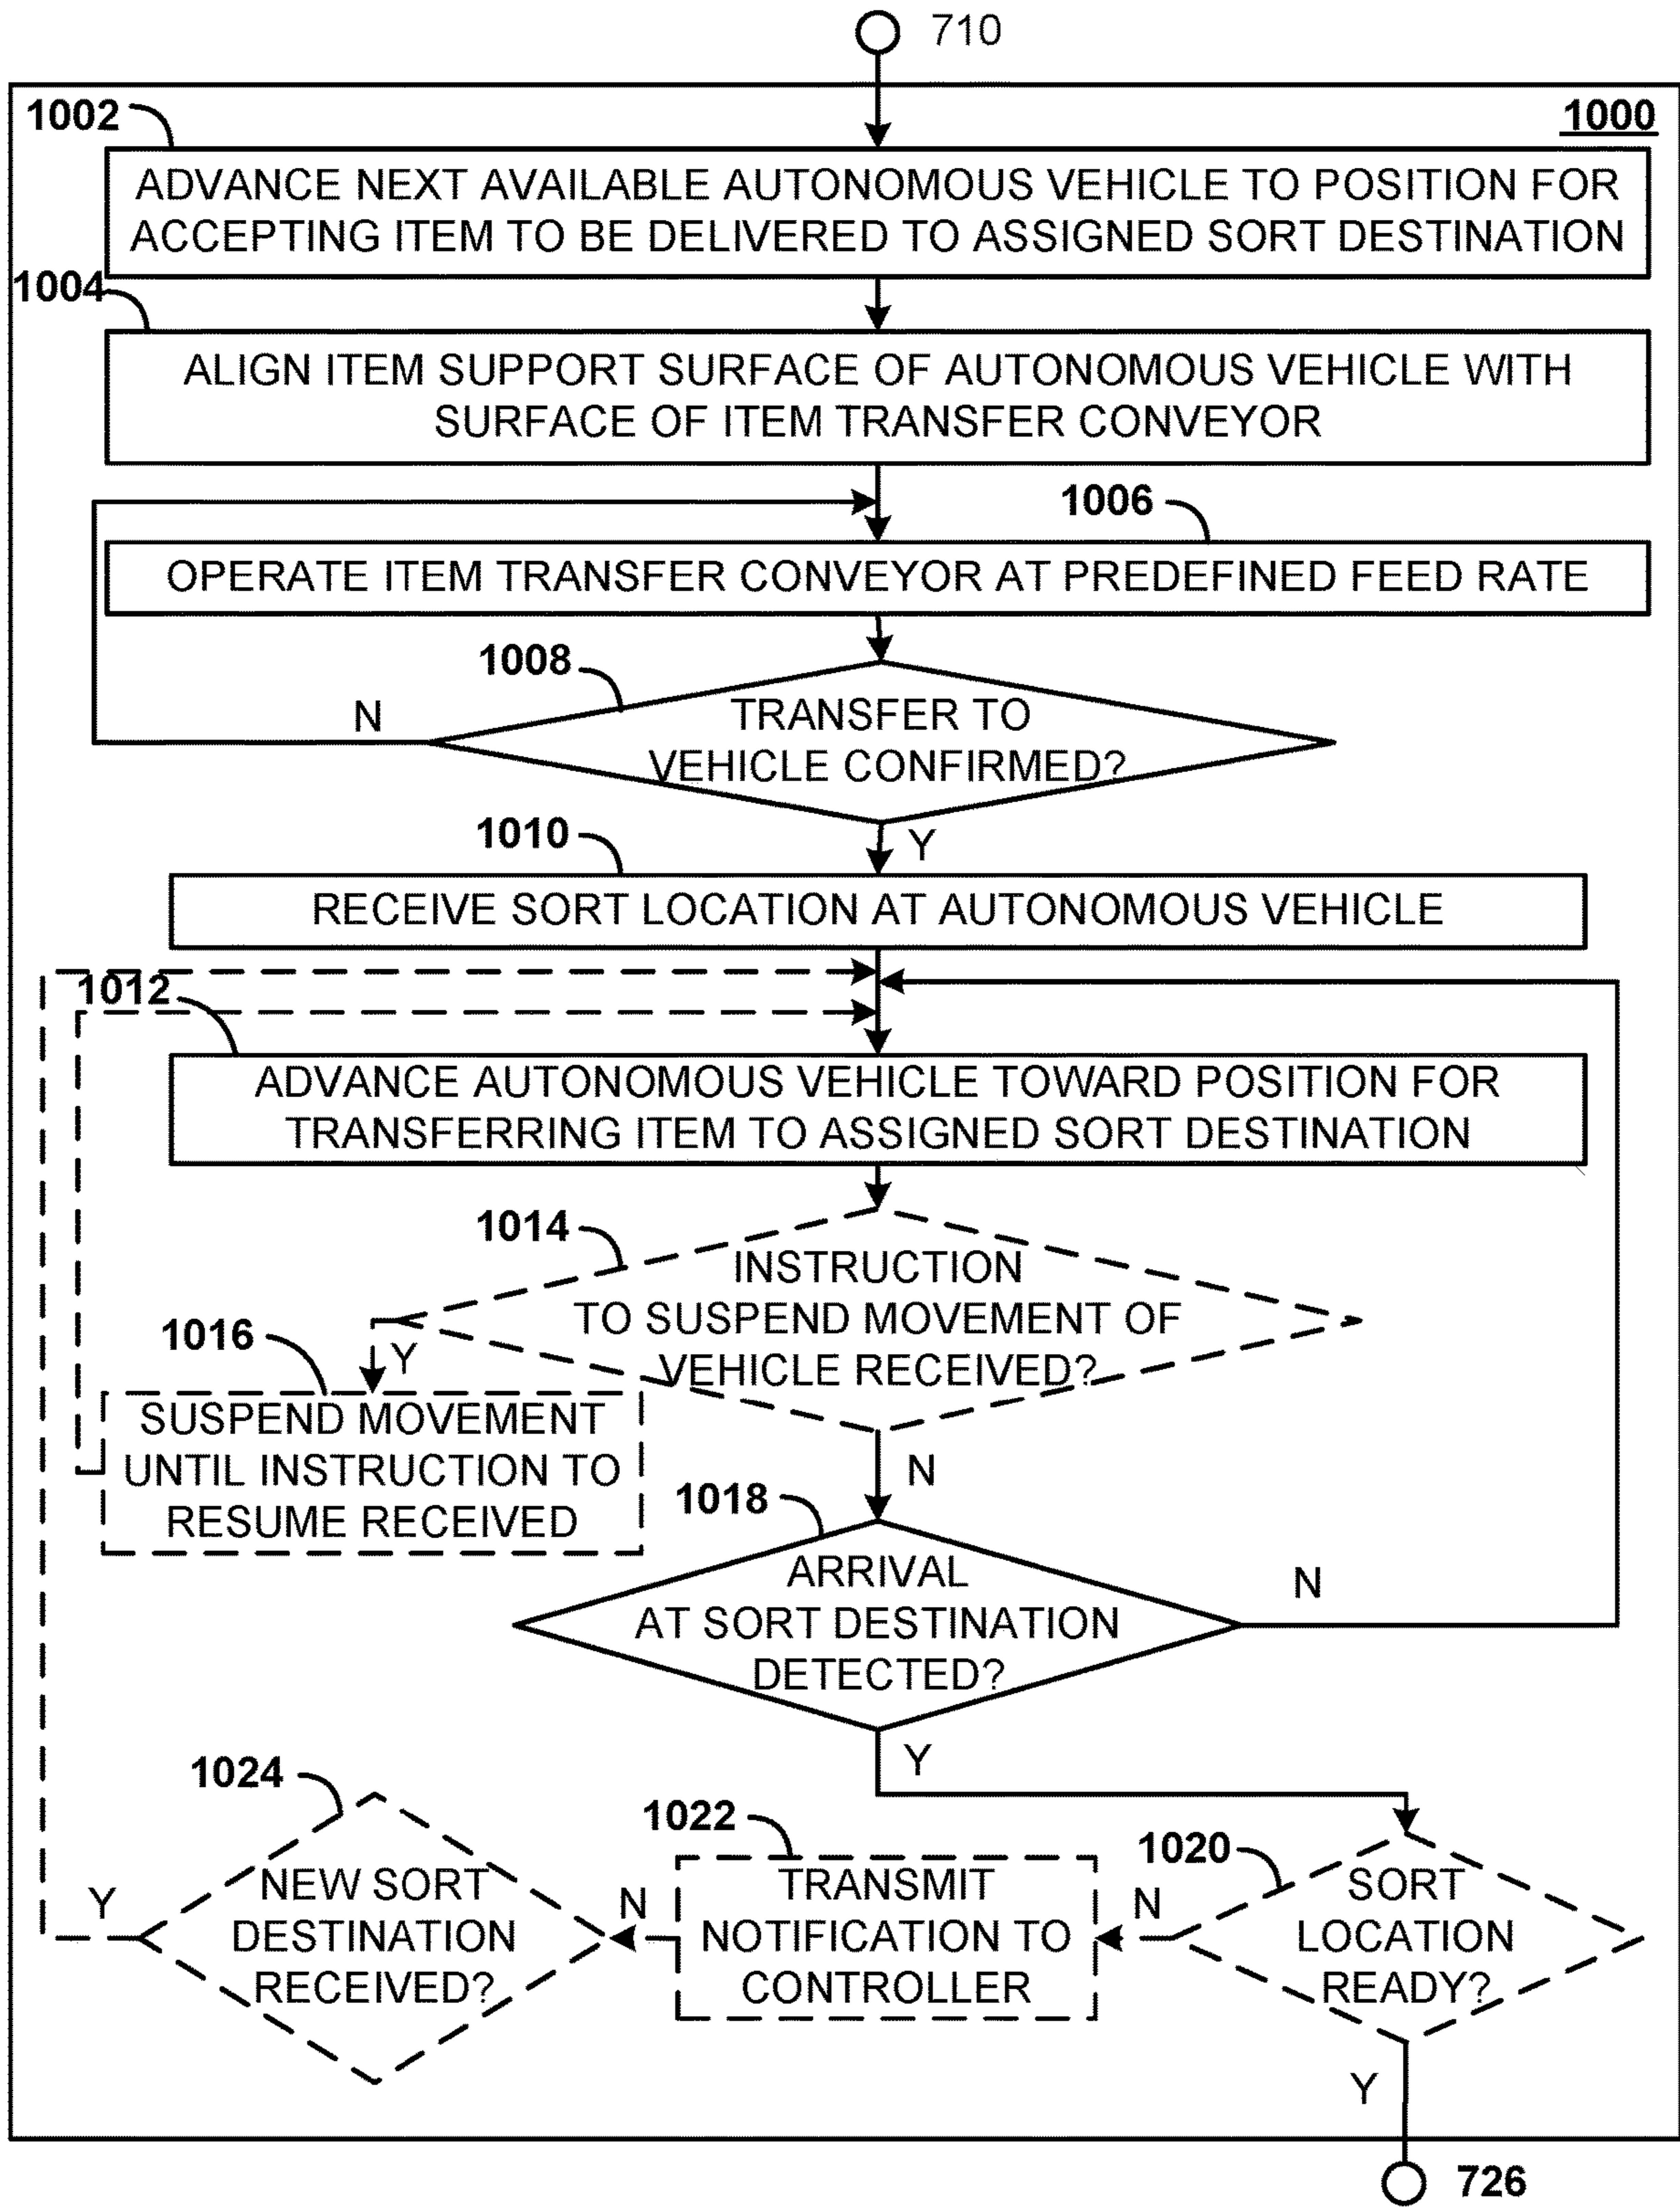 710
1000
1002
ADVANCE NEXT AVAILABLE AUTONOMOUS VEHICLE TO POSITION FOR
ACCEPTING ITEM TO BE DELIVERED TO ASSIGNED SORT DESTINATION
1004
ALIGN ITEM SUPPORT SURFACE OF AUTONOMOUS VEHICLE WITH
SURFACE OF ITEM TRANSFER CONVEYOR
1006
OPERATE ITEM TRANSFER CONVEYOR AT PREDEFINED FEED RATE
1008
N
TRANSFER TO
VEHICLE CONFIRMED?
Y
1010
RECEIVE SORT LOCATION AT AUTONOMOUS VEHICLE
1012
ADVANCE AUTONOMOUS VEHICLE TOWARD POSITION FOR
TRANSFERRING ITEM TO ASSIGNED SORT DESTINATION
1014
INSTRUCTION
TO SUSPEND MOVEMENT OF
VEHICLE RECEIVED?
Y
1016
SUSPEND MOVEMENT
UNTIL INSTRUCTION TO
RESUME RECEIVED
N
1018
ARRIVAL
AT SORT DESTINATION
DETECTED?
N
Y
1020
SORT
LOCATION
READY?
N
1022
TRANSMIT
NOTIFICATION TO
CONTROLLER
N
1024
NEW SORT
DESTINATION
RECEIVED?
Y
Y
726